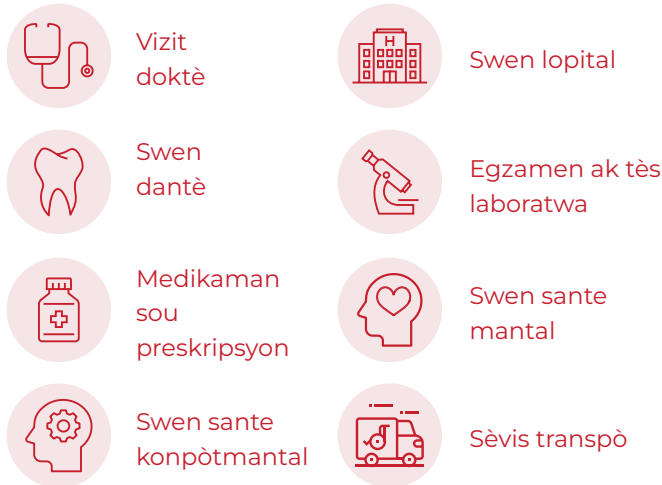 Vizit
doktè
Swen lopital
Swen
dantè
Egzamen ak tès
laboratwa
Medikaman
sou
preskripsyon
Swen sante
mantal
Swen sante
konpòtmantal
Sèvis transpò
H